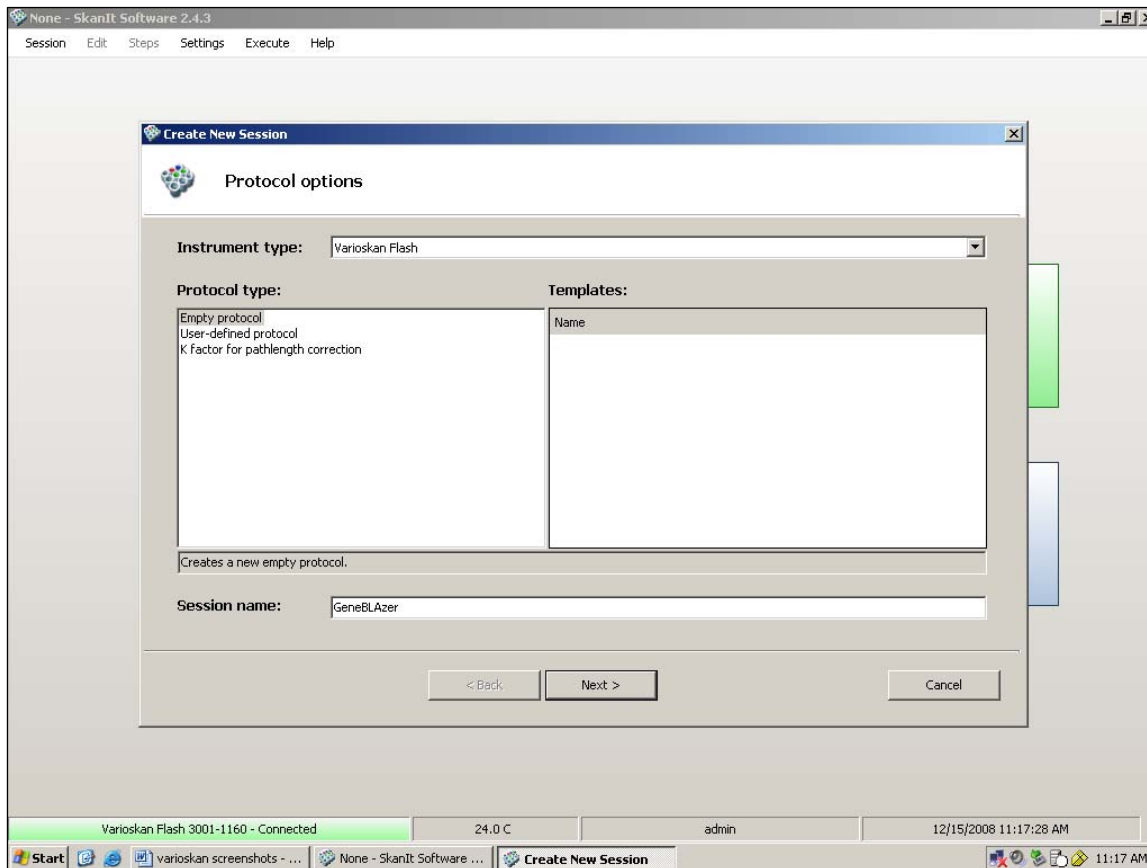 None - SkanIt Software 2.4.3
Session Edit Steps Settings Execute Help
Create New Session
Protocol options
Instrument type: Varioskan Flash
Protocol type: Templates:
Empty protocol Name
User-defined protocol
K factor for pathlength correction
Creates a new empty protocol.
Session name: GeneBLAzer
< Back Next > Cancel
Varioskan Flash 3001-1160 - Connected 24.0 C admin 12/15/2008 11:17:28 AM
Start varioskan screenshots - ... None - SkanIt Software ... Create New Session 11:17 AM